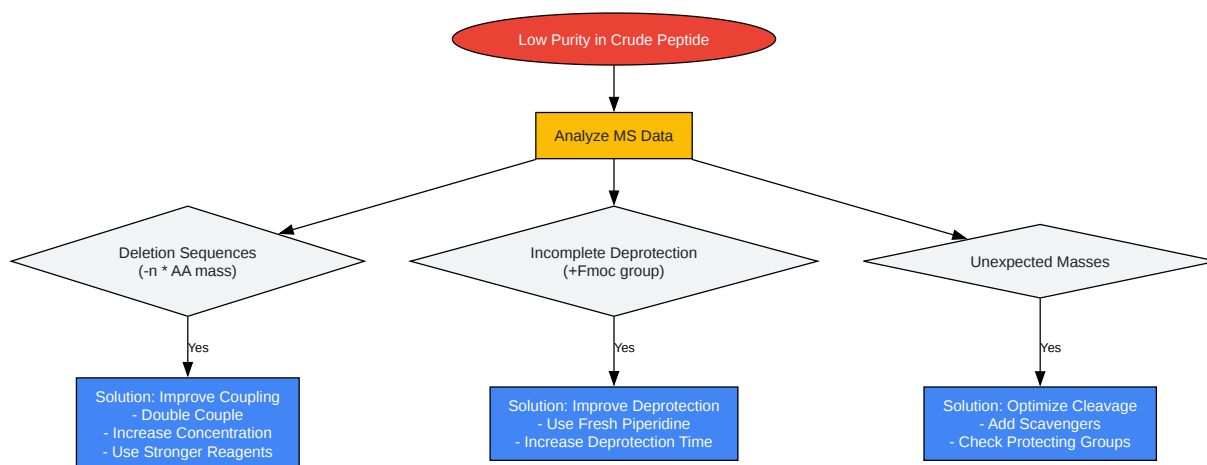 Low Purity in Crude Peptide
Analyze MS Data
Deletion Sequences
(-n * AA mass)
Incomplete Deprotection
(+Fmoc group)
Unexpected Masses
Yes
Yes
Yes
Solution: Improve Coupling
- Double Couple
- Increase Concentration
- Use Stronger Reagents
Solution: Improve Deprotection
- Use Fresh Piperidine
- Increase Deprotection Time
Solution: Optimize Cleavage
- Add Scavengers
- Check Protecting Groups